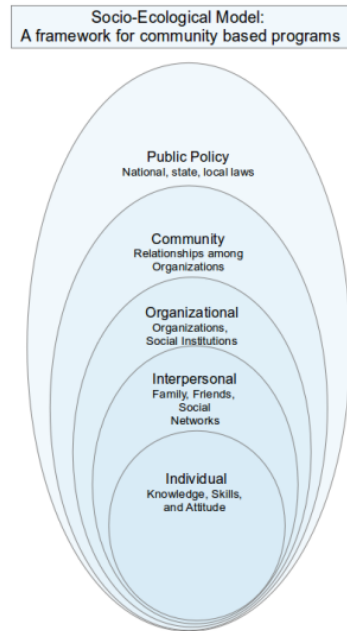 Socio-Ecological Model:
A framework for community based programs
Public Policy
National, state, local laws
Community
Relationships among
Organizations
Organizational
Organizations,
Social Institutions
Interpersonal
Family, Friends,
Social
Networks
Individual
Knowledge, Skills,
and Attitude